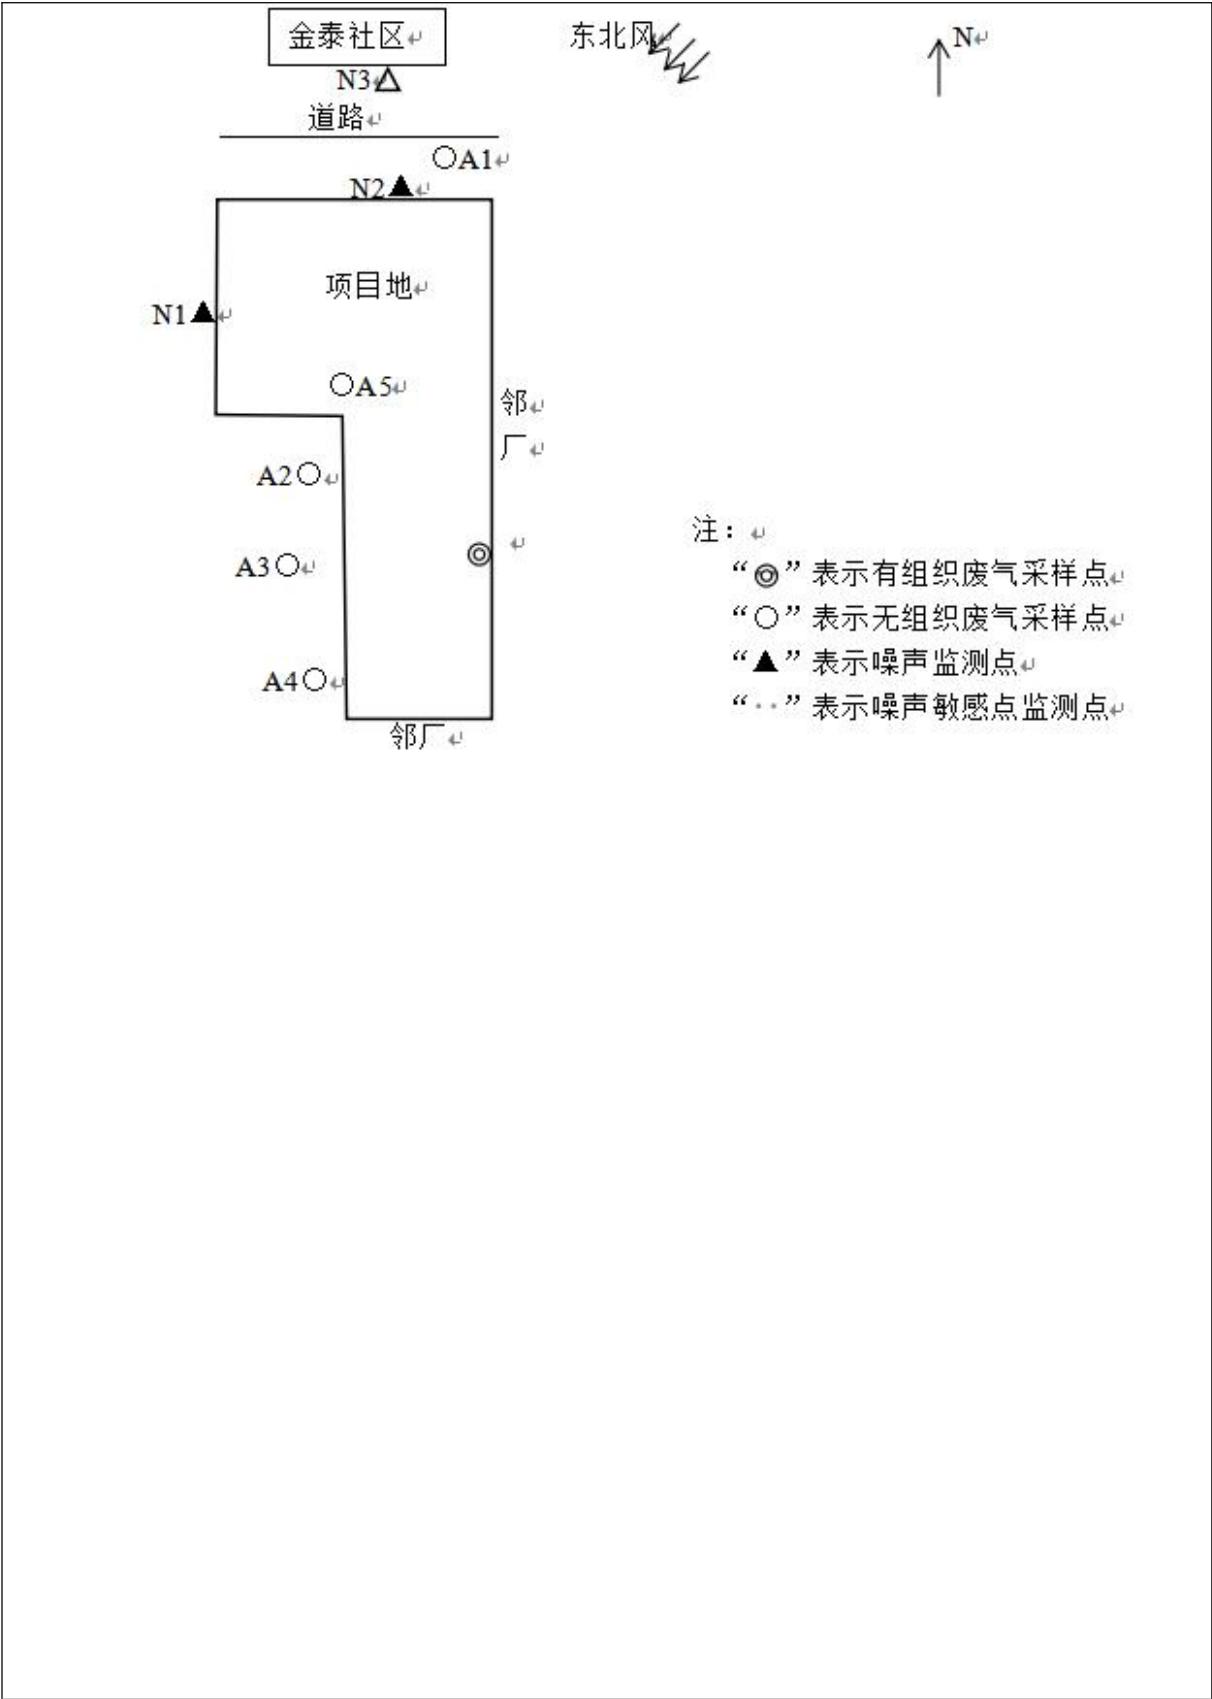 金泰社区
东北风
N
N3
道路
A1
N2
项目地
N1
A5
邻
厂
A2
A3
A4
邻厂
注：
“◎”表示有组织废气采样点
“○”表示无组织废气采样点
“▲”表示噪声监测点
“··”表示噪声敏感点监测点